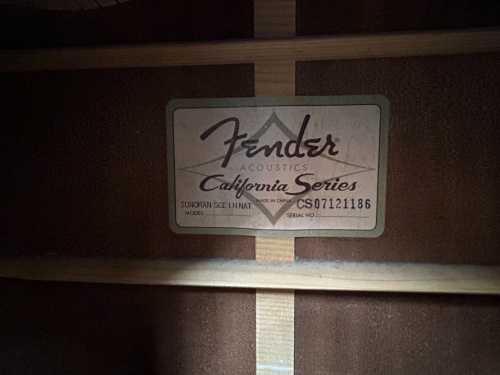 Fender®
ACOUSTICS
California Series
SONORAN SCE LH NAT MADE IN CHINA CS07121186
MODEL: SERIAL NO.